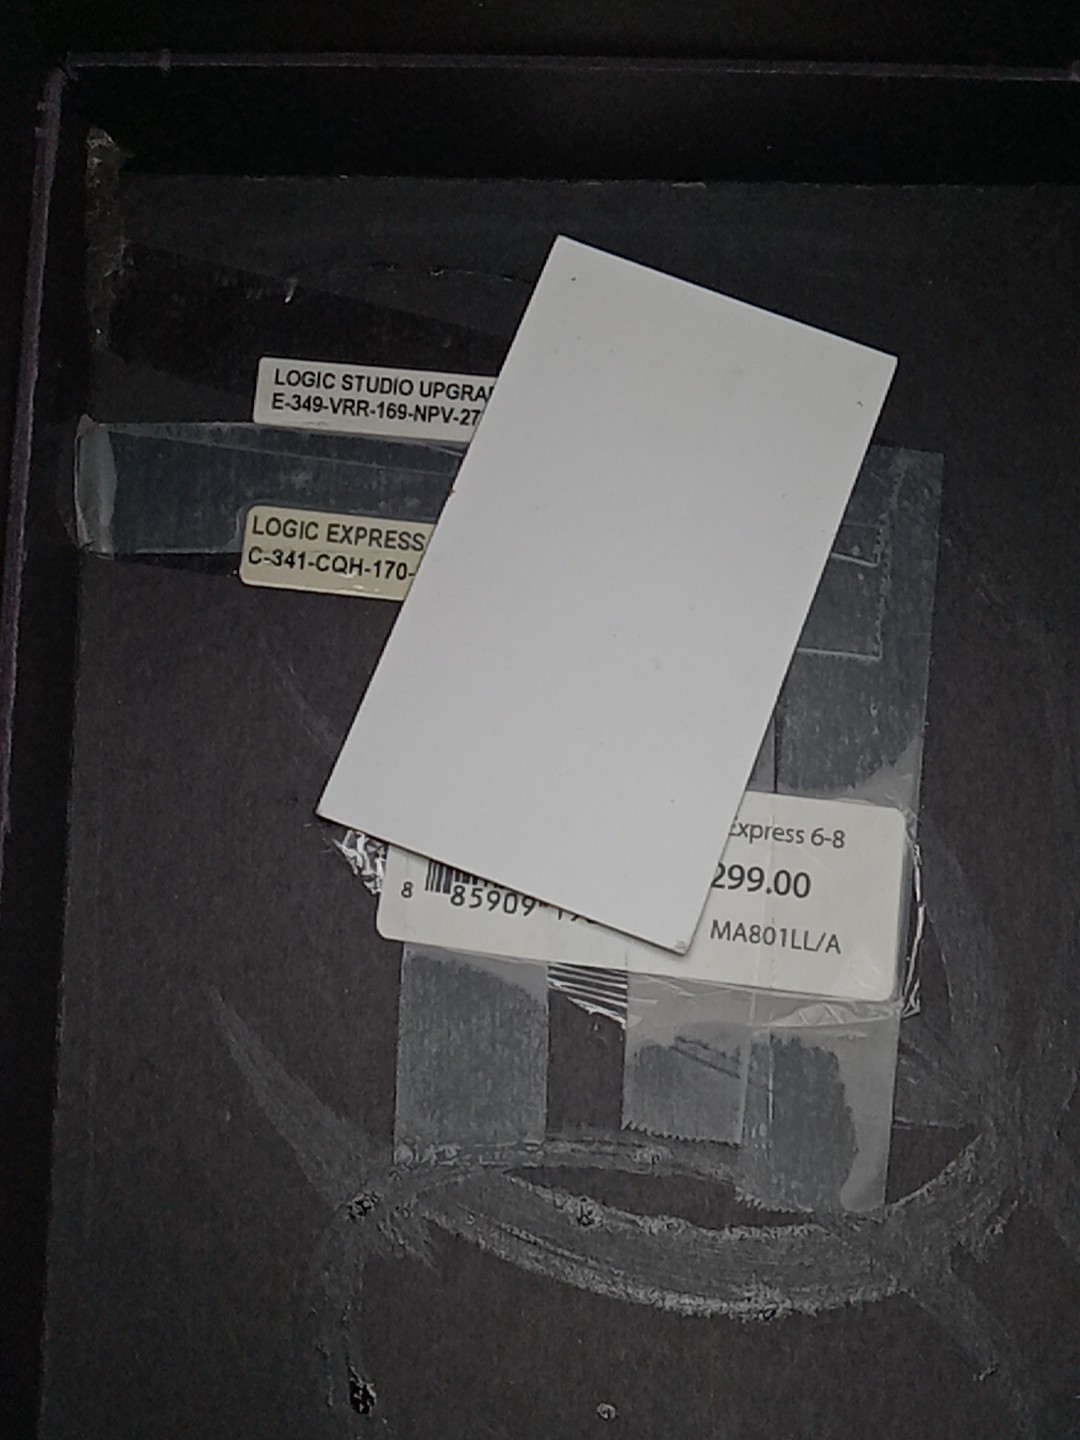 LOGIC STUDIO UPGRA
E-349-VRR-169-NPV-27
LOGIC EXPRESS
C-341-CQH-170-
Express 6-8
299.00
8 85909
MA801LL/A